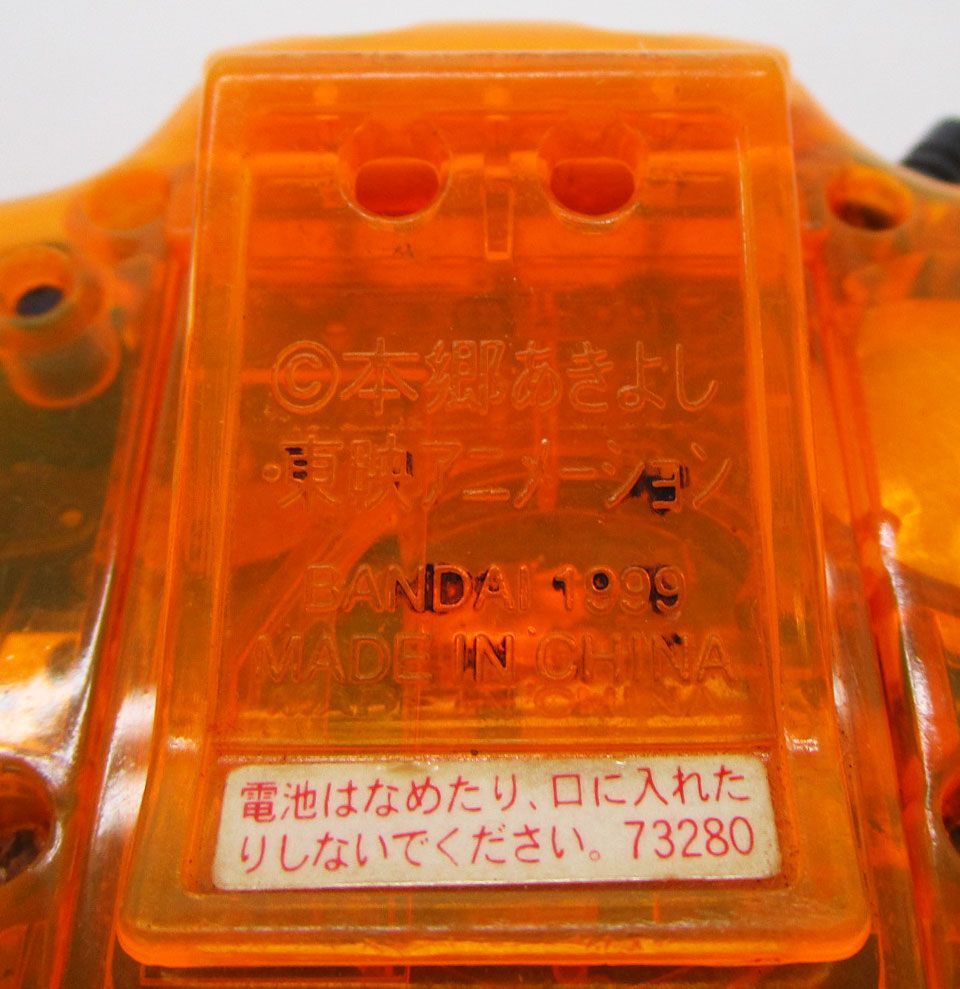 ©本郷あきよし
・東映アニメーション
BANDAI 1999
MADE IN CHINA
電池はなめたり、口に入れた
りしないでください。73280